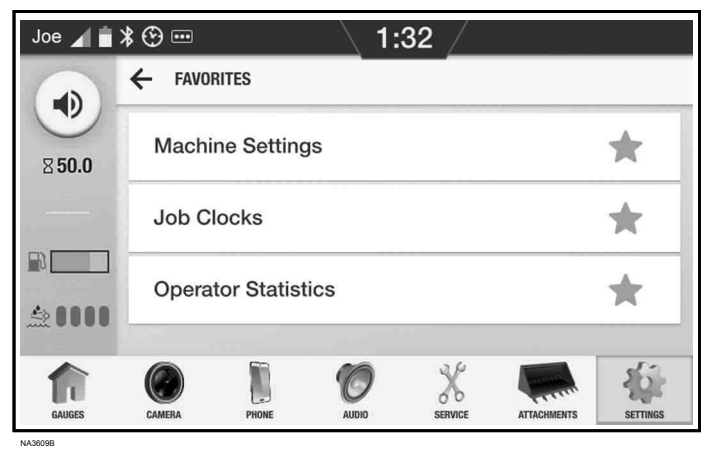 Joe 1:32
FAVORITES
Machine Settings
50.0
Job Clocks
Operator Statistics
GAUGES CAMERA PHONE AUDIO SERVICE ATTACHMENTS SETTINGS
NA3609B